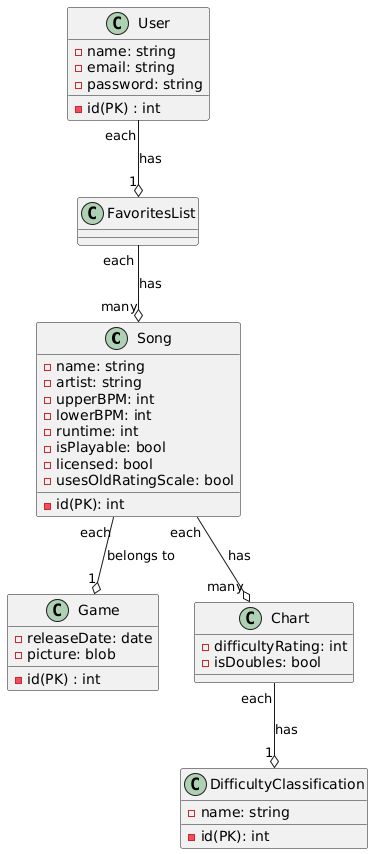 C User
name: string
email: string
password: string
id(PK) : int
each
has
1
C FavoritesList
each
has
many
C Song
name: string
artist: string
upperBPM: int
lowerBPM: int
runtime: int
isPlayable: bool
licensed: bool
usesOldRatingScale: bool
id(PK): int
each
belongs to
1
each
has
many
C Game
releaseDate: date
picture: blob
id(PK) : int
C Chart
difficultyRating: int
isDoubles: bool
each
has
1
C DifficultyClassification
name: string
id(PK): int